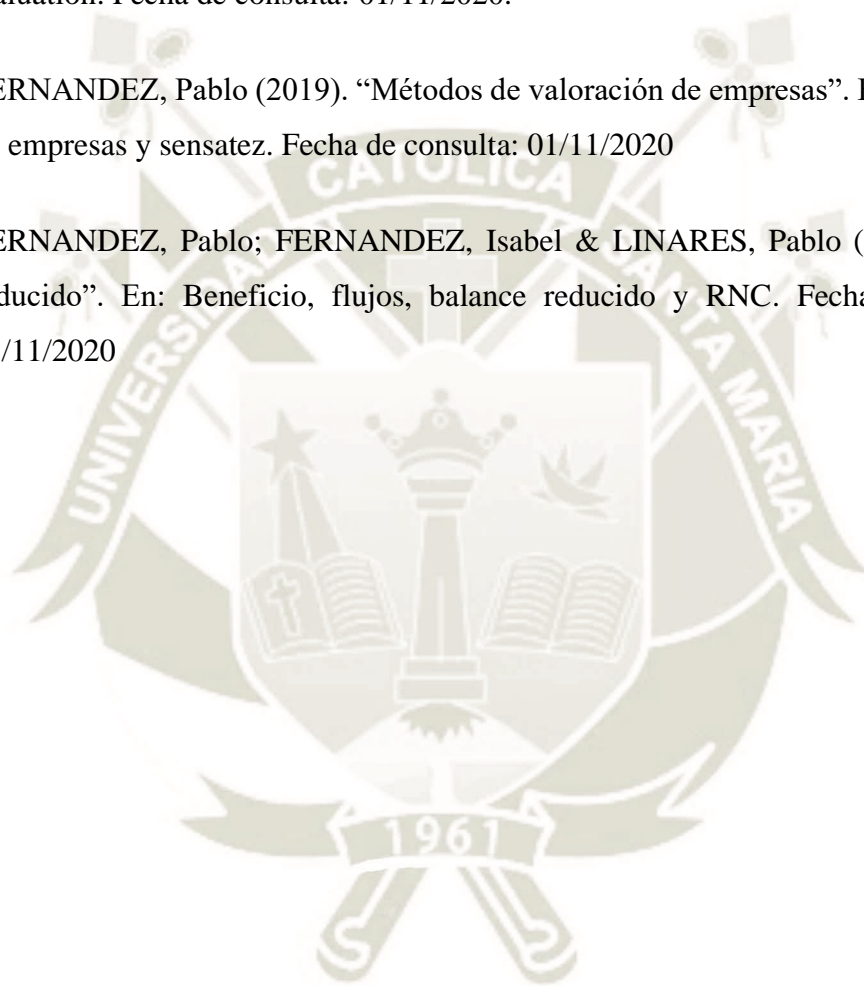 aluation. Fecha de consulta: 01/11/2020.
ERNANDEZ, Pablo (2019). “Métodos de valoración de empresas”.
empresas y sensatez. Fecha de consulta: 01/11/2020
ERNANDEZ, Pablo; FERNANDEZ, Isabel & LINARES, Pablo (
ducido”. En: Beneficio, flujos, balance reducido y RNC. Fecha
/11/2020
UNIVERSIDAD CATOLICA SANTA MARIA
1961